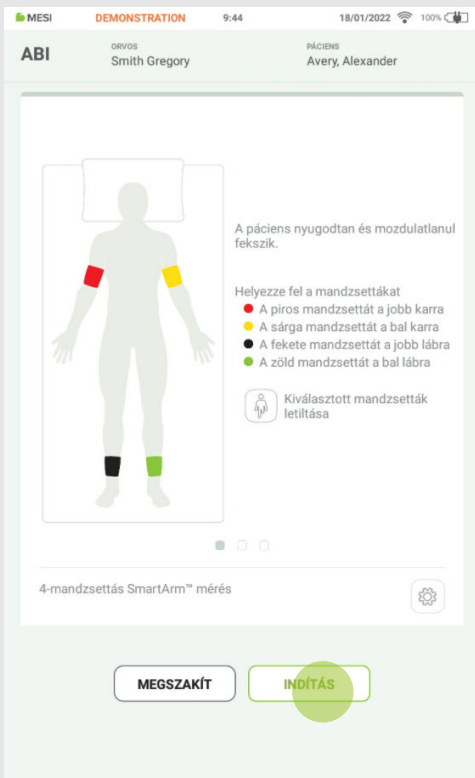 MESI DEMONSTRATION 9:44 18/01/2022 100%
ABI
ORVOS
Smith Gregory
PÁCIENS
Avery, Alexander
A páciens nyugodtan és mozdulatlanul
fekszik.
Helyezze fel a mandzsettákat
A piros mandzsettát a jobb karra
A sárga mandzsettát a bal karra
A fekete mandzsettát a jobb lábra
A zöld mandzsettát a bal lábra
Kiválasztott mandzsetták
letiltása
4-mandzsettás SmartArm™ mérés
MEGSZAKÍT
INDÍTÁS